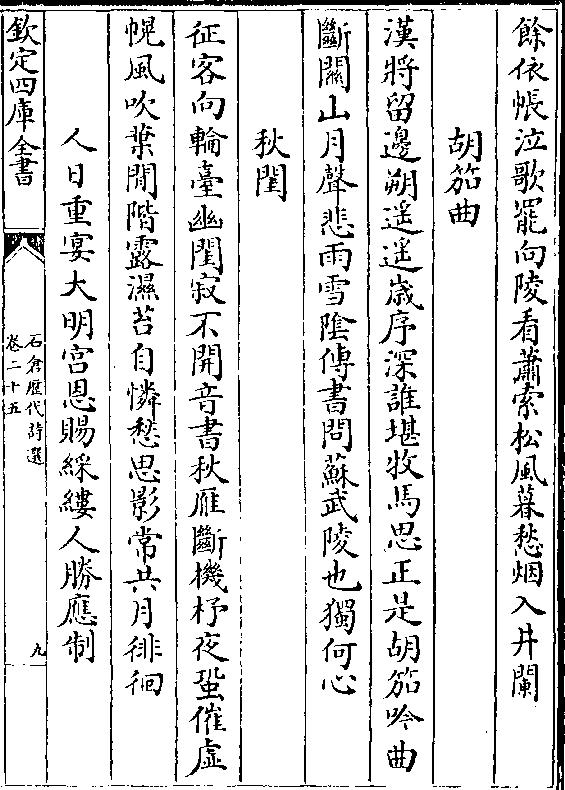 餘依帳泣歌罷向陵看蕭索松風暮愁烟入井闌
胡笳曲
漢將留邊朔遥遥歳序深誰堪牧馬思正是胡笳吟曲
斷關山月聲悲雨雪隂傳書問蘇武陵也獨何心
秋閨
征客向輪臺幽閨寂不開音書秋雁斷機杼夜蛩催虚
幌風吹葉閒階露濕苔自憐愁思影常共月徘徊
人日重宴大明宫恩賜綵縷人勝應制
欽定四庫全書
石倉歴代詩選
卷二十五
九